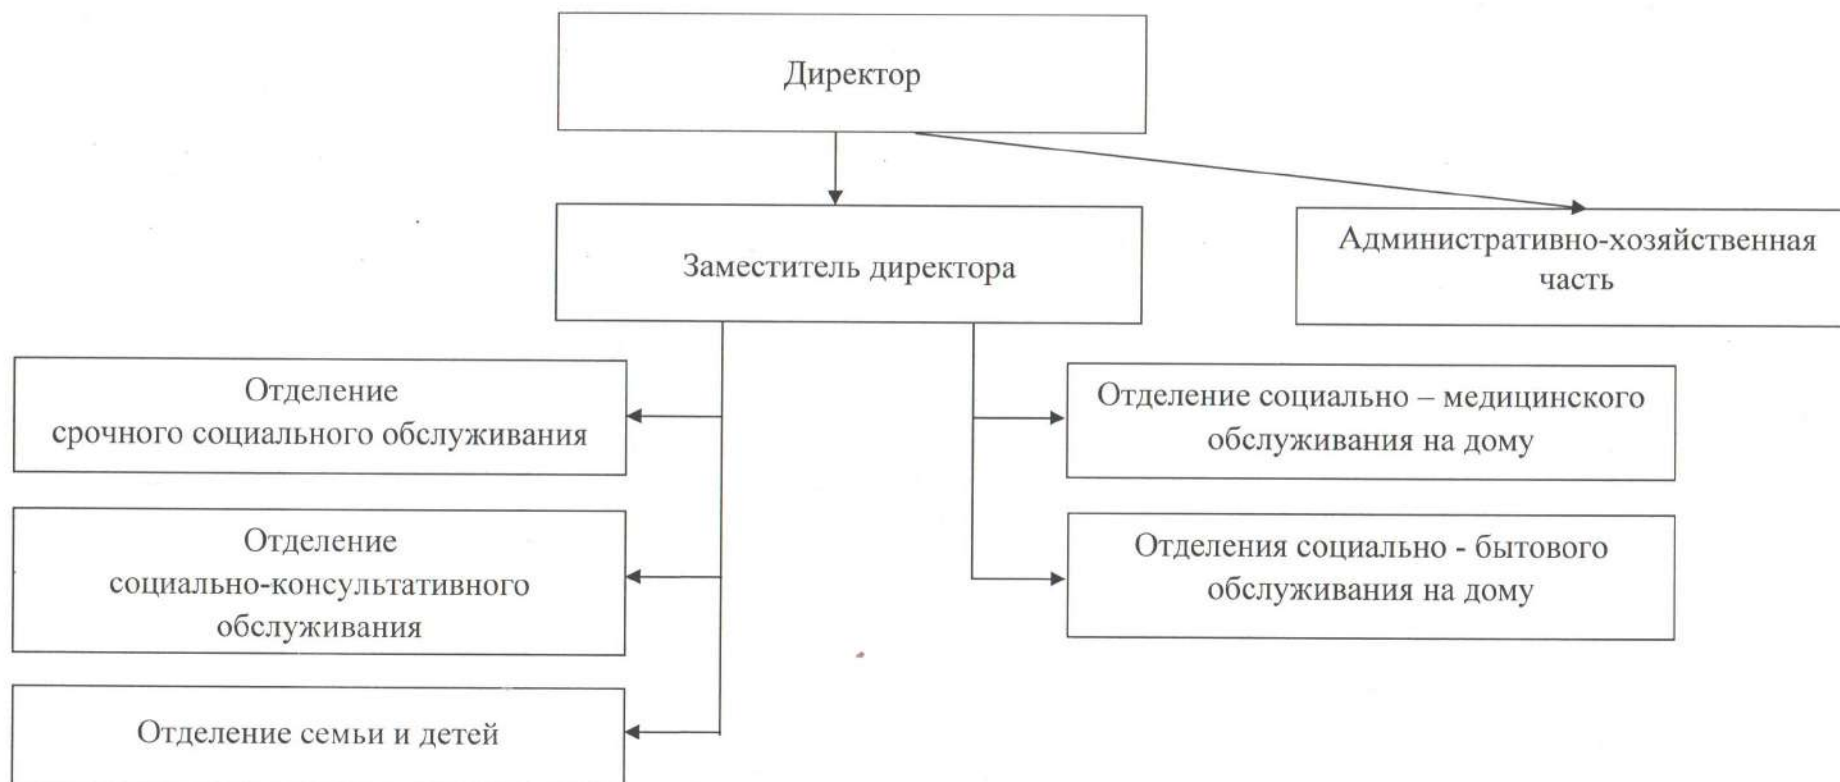 Директор
Заместитель директора
Административно-хозяйственная
часть
Отделение
срочного социального обслуживания
Отделение социально – медицинского
обслуживания на дому
Отделение
социально-консультативного
обслуживания
Отделения социально - бытового
обслуживания на дому
Отделение семьи и детей